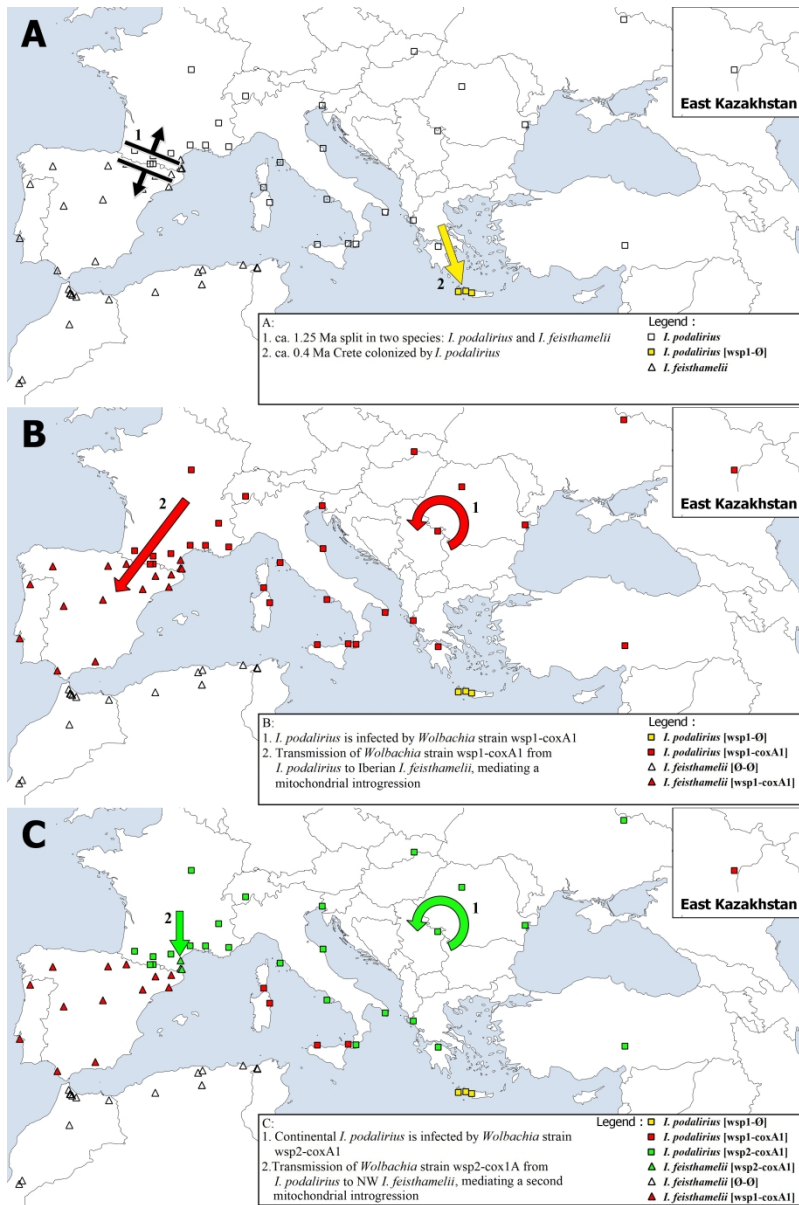 A
East Kazakhstan
1
2
A:
1. ca. 1.25 Ma split in two species: I. podalirius and I. feisthamelii
2. ca. 0.4 Ma Crete colonized by I. podalirius
Legend :
I. podalirius
I. podalirius [wsp1-Ø]
I. feisthamelii
B
East Kazakhstan
2
1
B:
1. I. podalirius is infected by Wolbachia strain wsp1-coxA1
2. Transmission of Wolbachia strain wsp1-coxA1 from
I. podalirius to Iberian I. feisthamelii, mediating a
mitochondrial introgression
Legend :
I. podalirius [wsp1-Ø]
I. podalirius [wsp1-coxA1]
I. feisthamelii [Ø-Ø]
I. feisthamelii [wsp1-coxA1]
C
East Kazakhstan
2
1
C:
1. Continental I. podalirius is infected by Wolbachia strain
wsp2-coxA1
2.Transmission of Wolbachia strain wsp2-cox1A from
I. podalirius to NW I. feisthamelii, mediating a second
mitochondrial introgression
Legend :
I. podalirius [wsp1-Ø]
I. podalirius [wsp1-coxA1]
I. podalirius [wsp2-coxA1]
I. feisthamelii [wsp2-coxA1]
I. feisthamelii [Ø-Ø]
I. feisthamelii [wsp1-coxA1]